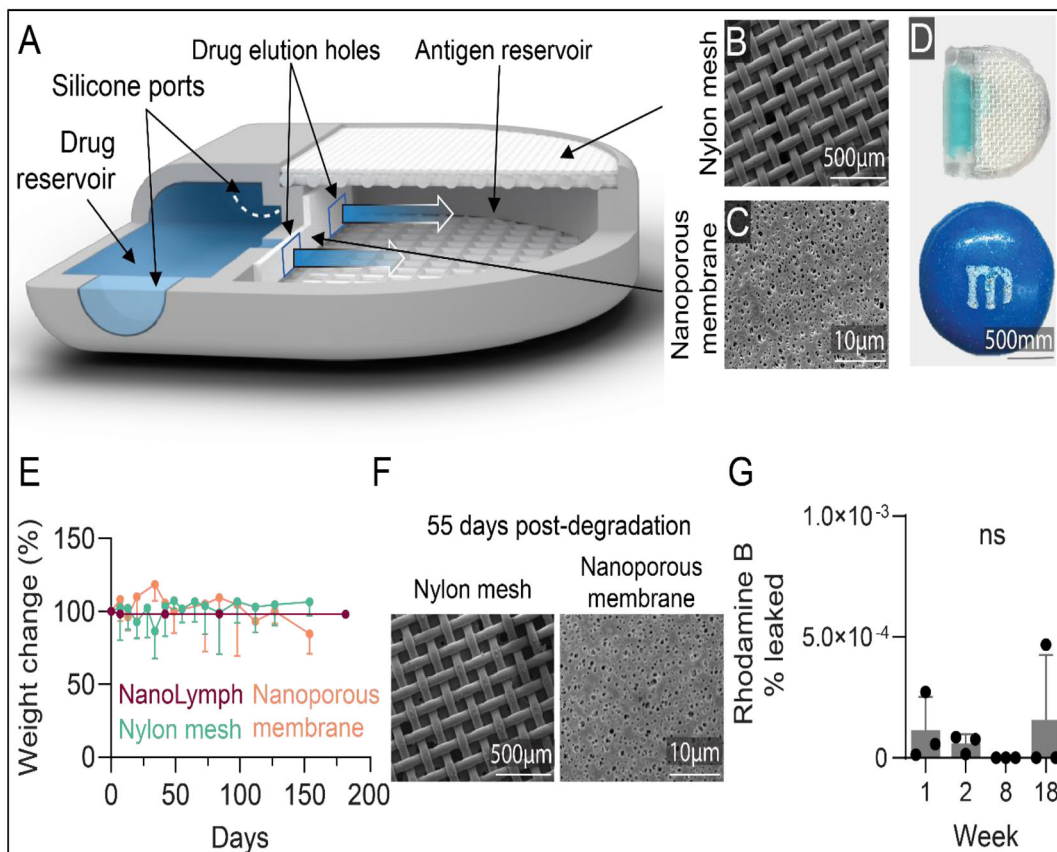 A
Drug elution holes
Antigen reservoir
Silicone ports
Drug
reservoir
B
Nylon mesh
500µm
C
Nanoporous
membrane
10µm
D
m
500mm
E
Weight change (%)
150
100
50
0
NanoLymph
Nylon mesh
Nanoporous
membrane
0
50
100
150
200
Days
F
55 days post-degradation
Nylon mesh
Nanoporous
membrane
500µm
10µm
G
Rhodamine B
% leaked
1.0×10-3
5.0×10-4
0
ns
1
2
8
18
Week